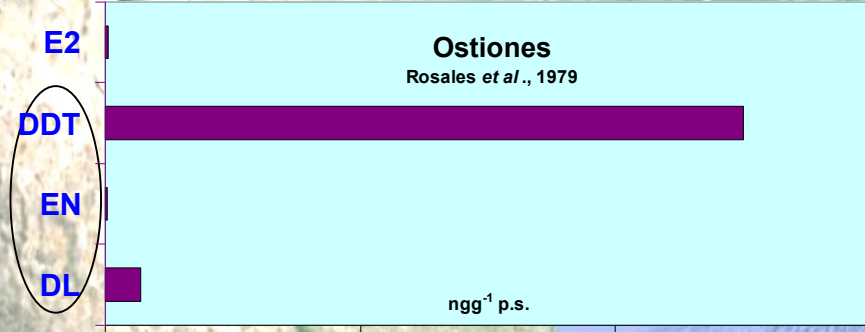 E2
Ostiones
Rosales et al., 1979
DDT
EN
DL
ngg⁻¹ p.s.